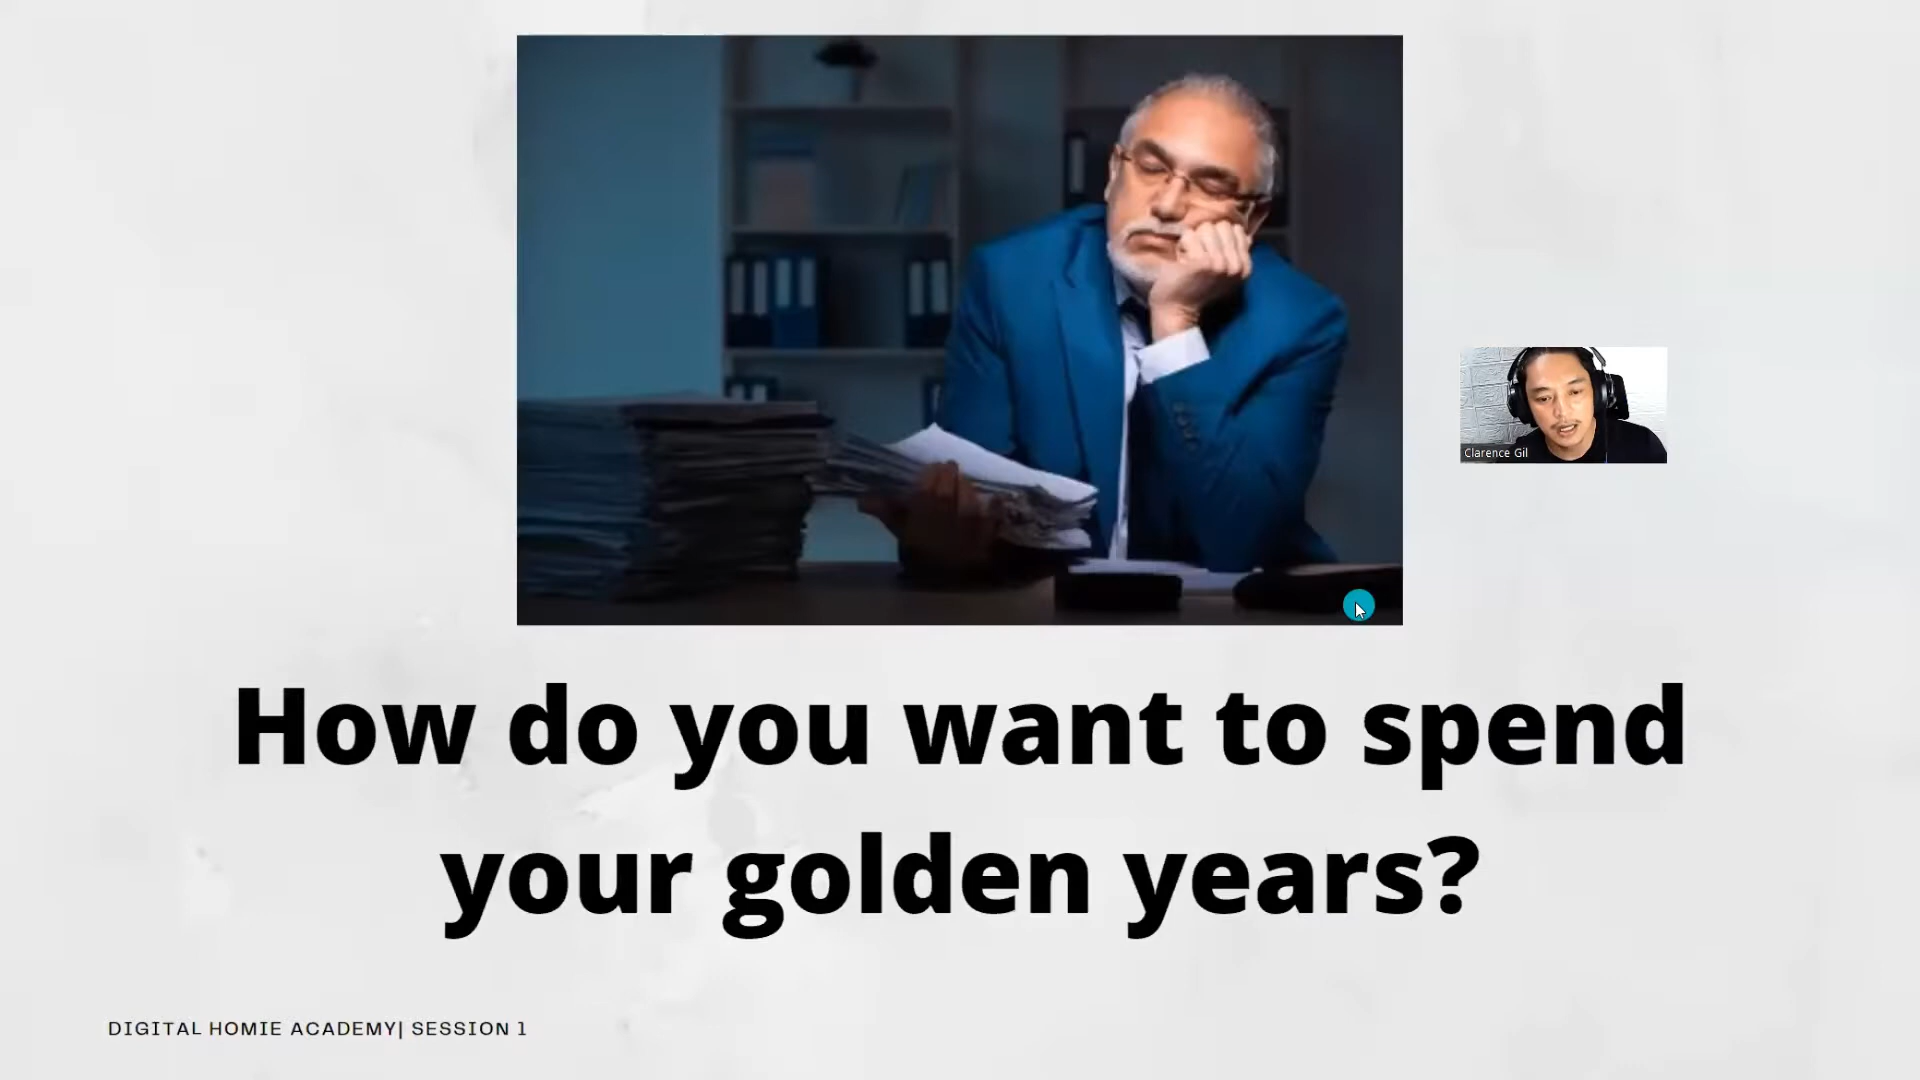 Clarence Gil
How do you want to spend
your golden years?
DIGITAL HOMIE ACADEMY| SESSION 1